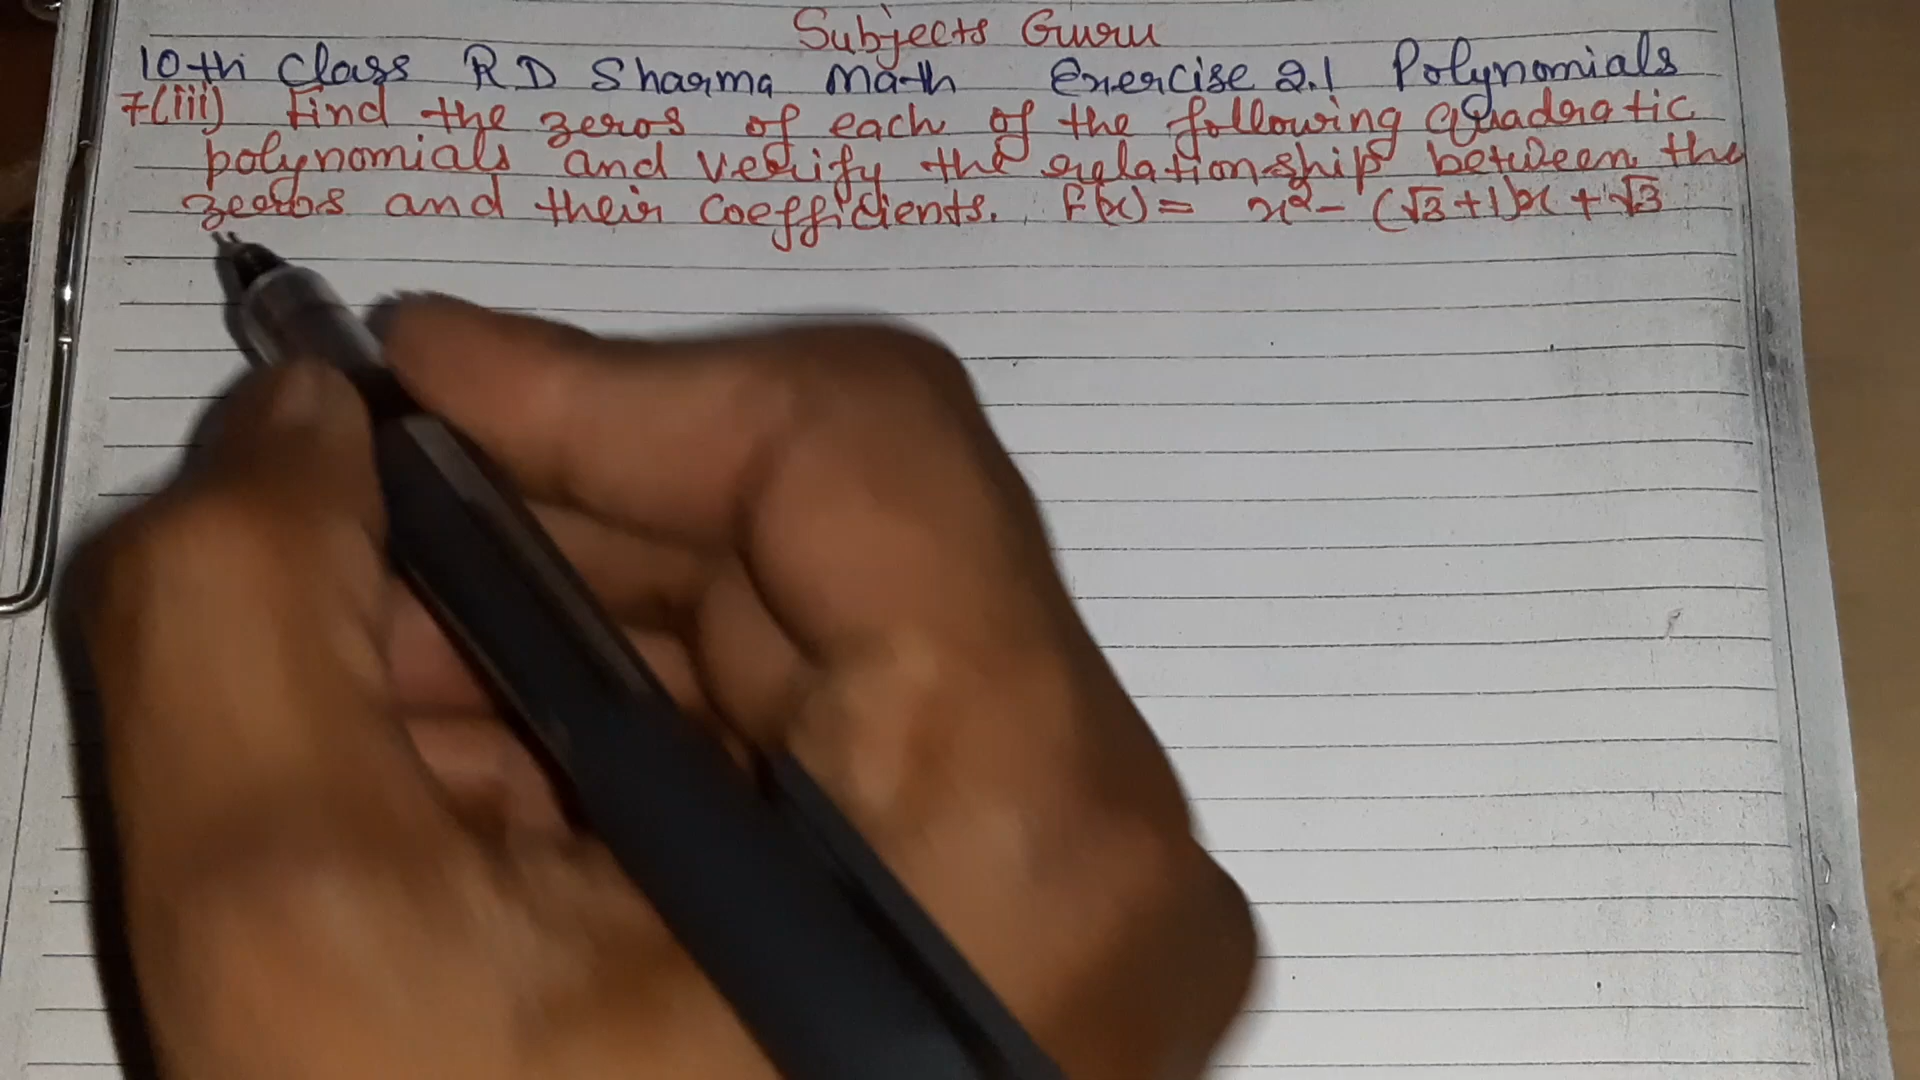 Subjects Guru
10th Class RD Sharma Math Exercise 2.1 Polynomials
7(iii) Find the zeros of each of the following quadratic
polynomials and verify the relationship between the
zeros and their coefficients. F(x) = x² - (√3+1)x + √3